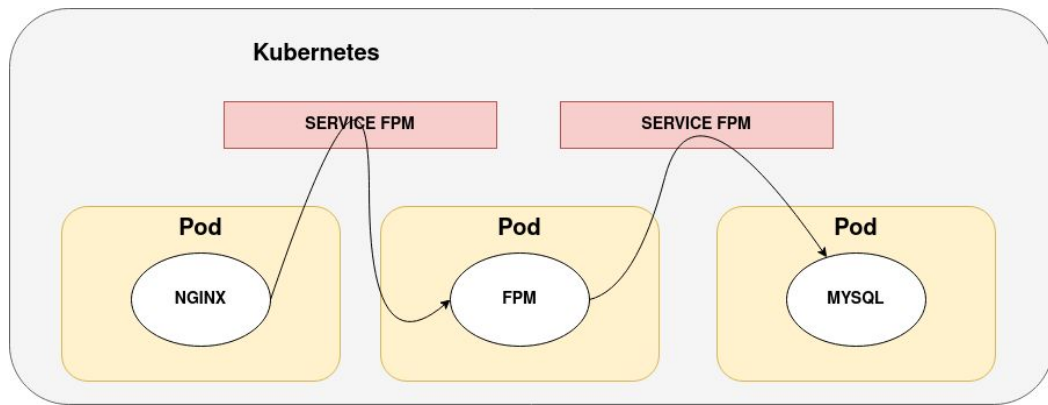 Kubernetes
SERVICE FPM
SERVICE FPM
Pod
Pod
Pod
NGINX
FPM
MYSQL